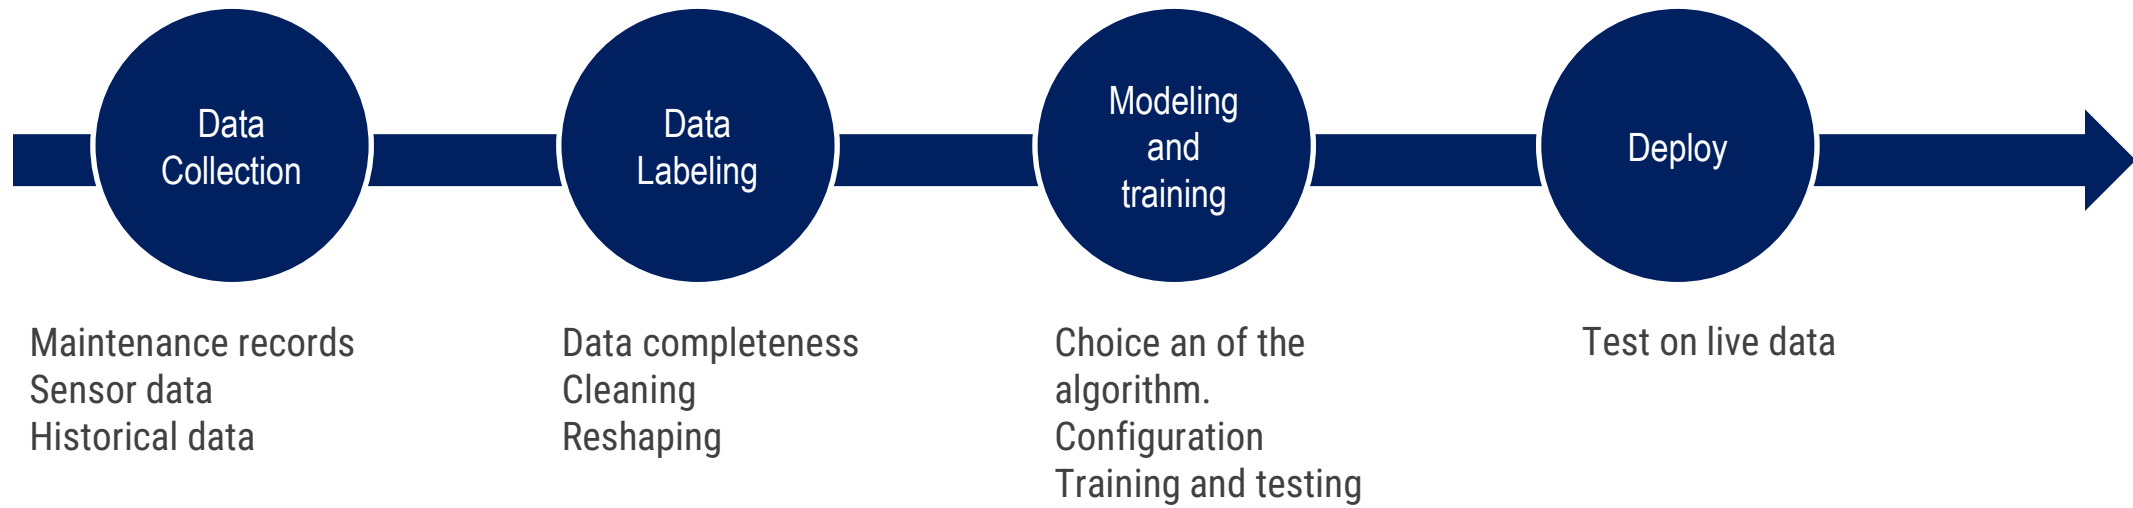 Data
Collection
Data
Labeling
Modeling
and
training
Deploy
Maintenance records
Sensor data
Historical data
Data completeness
Cleaning
Reshaping
Choice an of the
algorithm.
Configuration
Training and testing
Test on live data